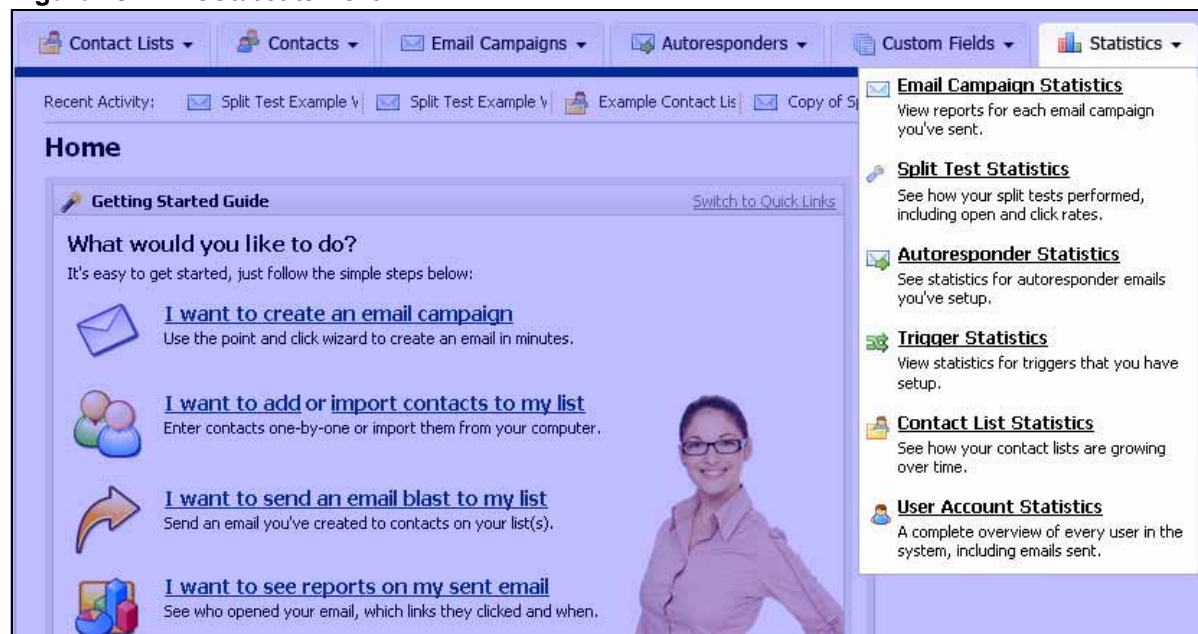 Contact Lists
Contacts
Email Campaigns
Autoresponders
Custom Fields
Statistics
Recent Activity:
Split Test Example V
Split Test Example V
Example Contact Lis
Copy of Sp
Home
Getting Started Guide
Switch to Quick Links
What would you like to do?
It's easy to get started, just follow the simple steps below:
I want to create an email campaign
Use the point and click wizard to create an email in minutes.
I want to add or import contacts to my list
Enter contacts one-by-one or import them from your computer.
I want to send an email blast to my list
Send an email you've created to contacts on your list(s).
I want to see reports on my sent email
See who opened your email, which links they clicked and when.
Email Campaign Statistics
View reports for each email campaign
you've sent.
Split Test Statistics
See how your split tests performed,
including open and click rates.
Autoresponder Statistics
See statistics for autoresponder emails
you've setup.
Trigger Statistics
View statistics for triggers that you have
setup.
Contact List Statistics
See how your contact lists are growing
over time.
User Account Statistics
A complete overview of every user in the
system, including emails sent.